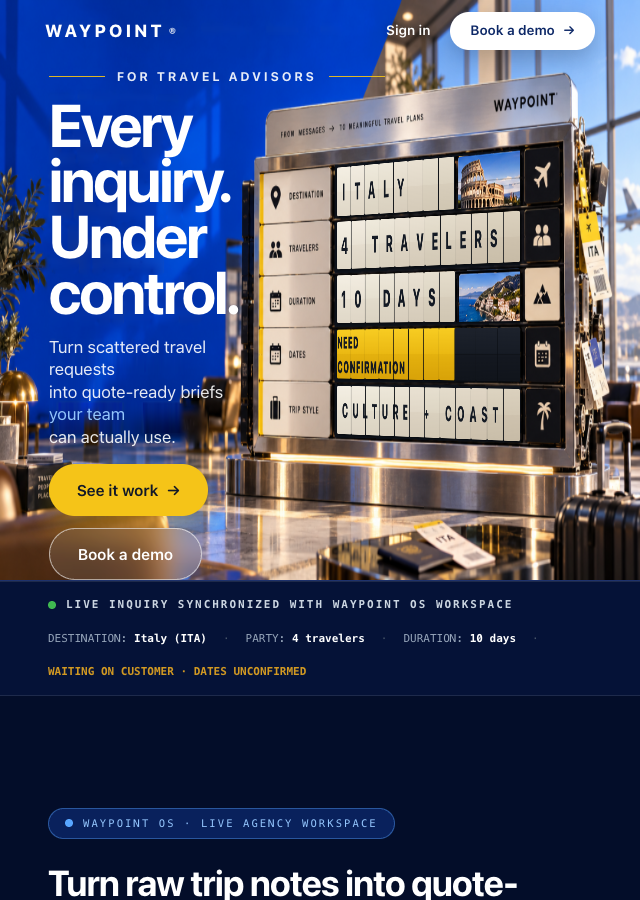 WAYPOINT ®
Sign in
Book a demo →
FOR TRAVEL ADVISORS
Every
inquiry.
Under
control.
Turn scattered travel
requests
into quote-ready briefs
your team
can actually use.
See it work →
Book a demo
WAYPOINT
FROM MESSAGES → TO MEANINGFUL TRAVEL PLANS
DESTINATION
ITALY
TRAVELERS
4 TRAVELERS
DURATION
10 DAYS
DATES
NEED
CONFIRMATION
TRIP STYLE
CULTURE + COAST
ITA
ITA
LIVE INQUIRY SYNCHRONIZED WITH WAYPOINT OS WORKSPACE
DESTINATION: Italy (ITA) · PARTY: 4 travelers · DURATION: 10 days ·
WAITING ON CUSTOMER · DATES UNCONFIRMED
WAYPOINT OS · LIVE AGENCY WORKSPACE
Turn raw trip notes into quote-